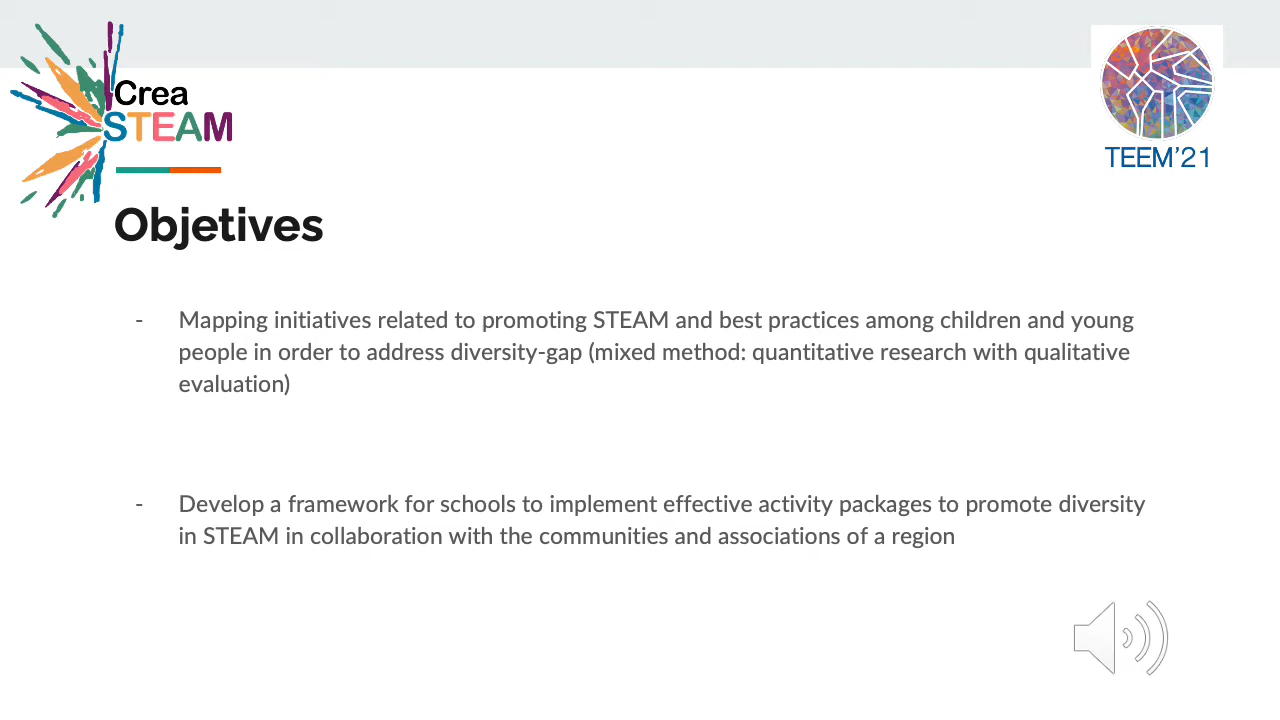 Crea
STEAM
TEEM'21
Objetives
- Mapping initiatives related to promoting STEAM and best practices among children and young
people in order to address diversity-gap (mixed method: quantitative research with qualitative
evaluation)
- Develop a framework for schools to implement effective activity packages to promote diversity
in STEAM in collaboration with the communities and associations of a region